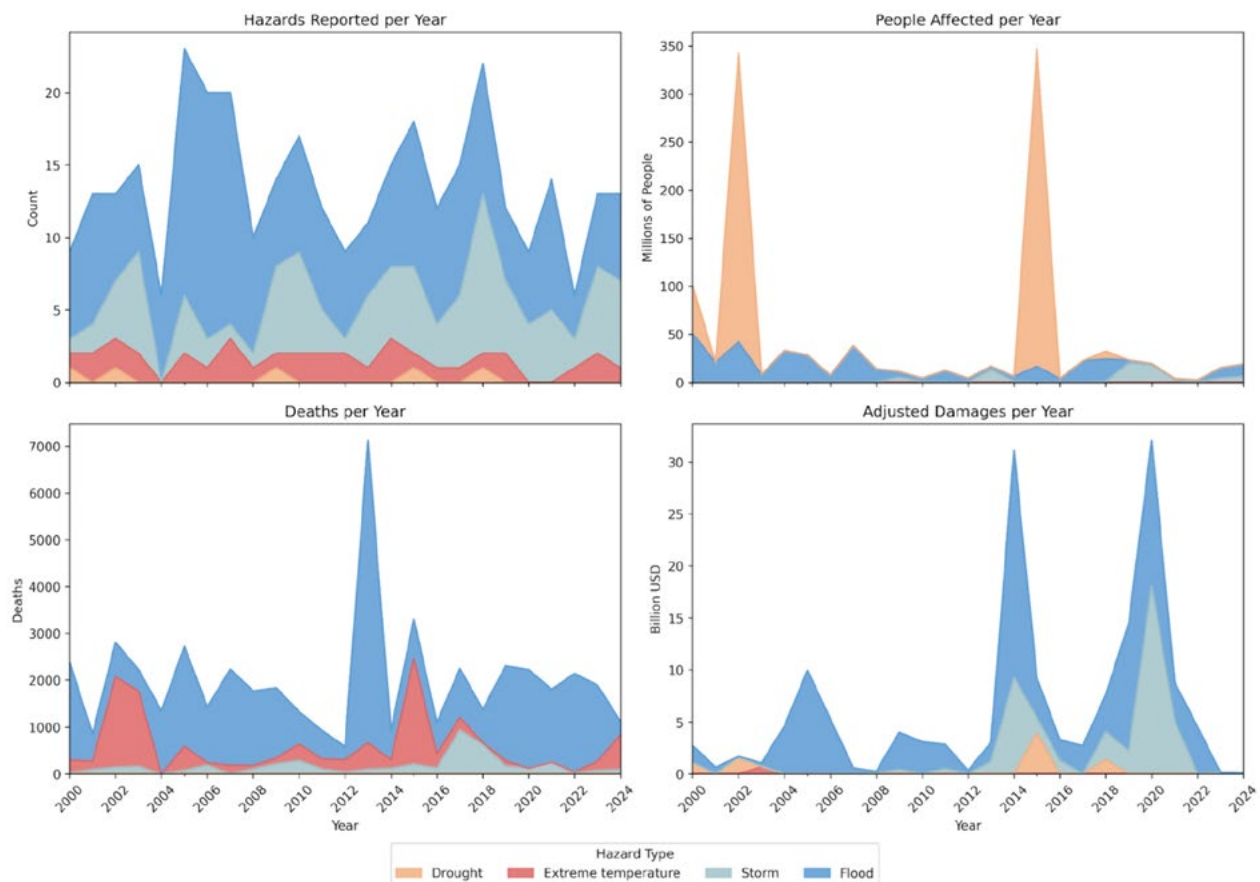 Hazards Reported per Year
Count
20
15
10
5
0
People Affected per Year
Millions of People
350
300
250
200
150
100
50
0
Deaths per Year
Deaths
7000
6000
5000
4000
3000
2000
1000
0
2000 2002 2004 2006 2008 2010 2012 2014 2016 2018 2020 2022 2024
Year
Adjusted Damages per Year
Billion USD
30
25
20
15
10
5
0
2000 2002 2004 2006 2008 2010 2012 2014 2016 2018 2020 2022 2024
Year
Hazard Type
Drought Extreme temperature Storm Flood